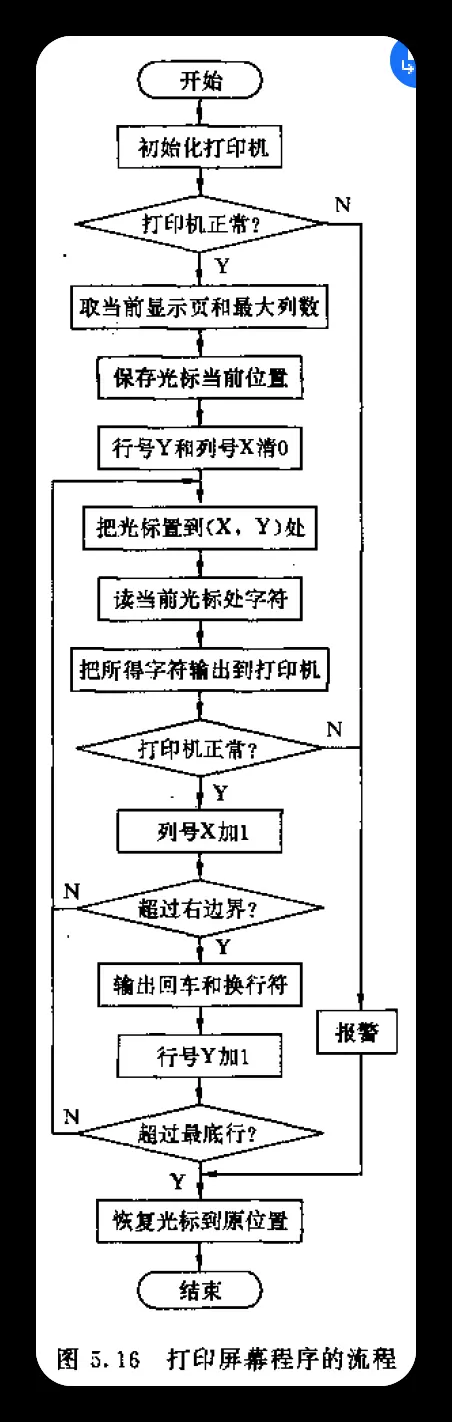 开始
初始化打印机
打印机正常?
N
Y
取当前显示页和最大列数
保存光标当前位置
行号Y和列号X清0
把光标置到(X, Y)处
读当前光标处字符
把所得字符输出到打印机
打印机正常?
N
Y
列号X加1
N
超过右边界?
Y
输出回车和换行符
报警
行号Y加1
N
超过最底行?
Y
恢复光标到原位置
结束
图 5.16 打印屏幕程序的流程